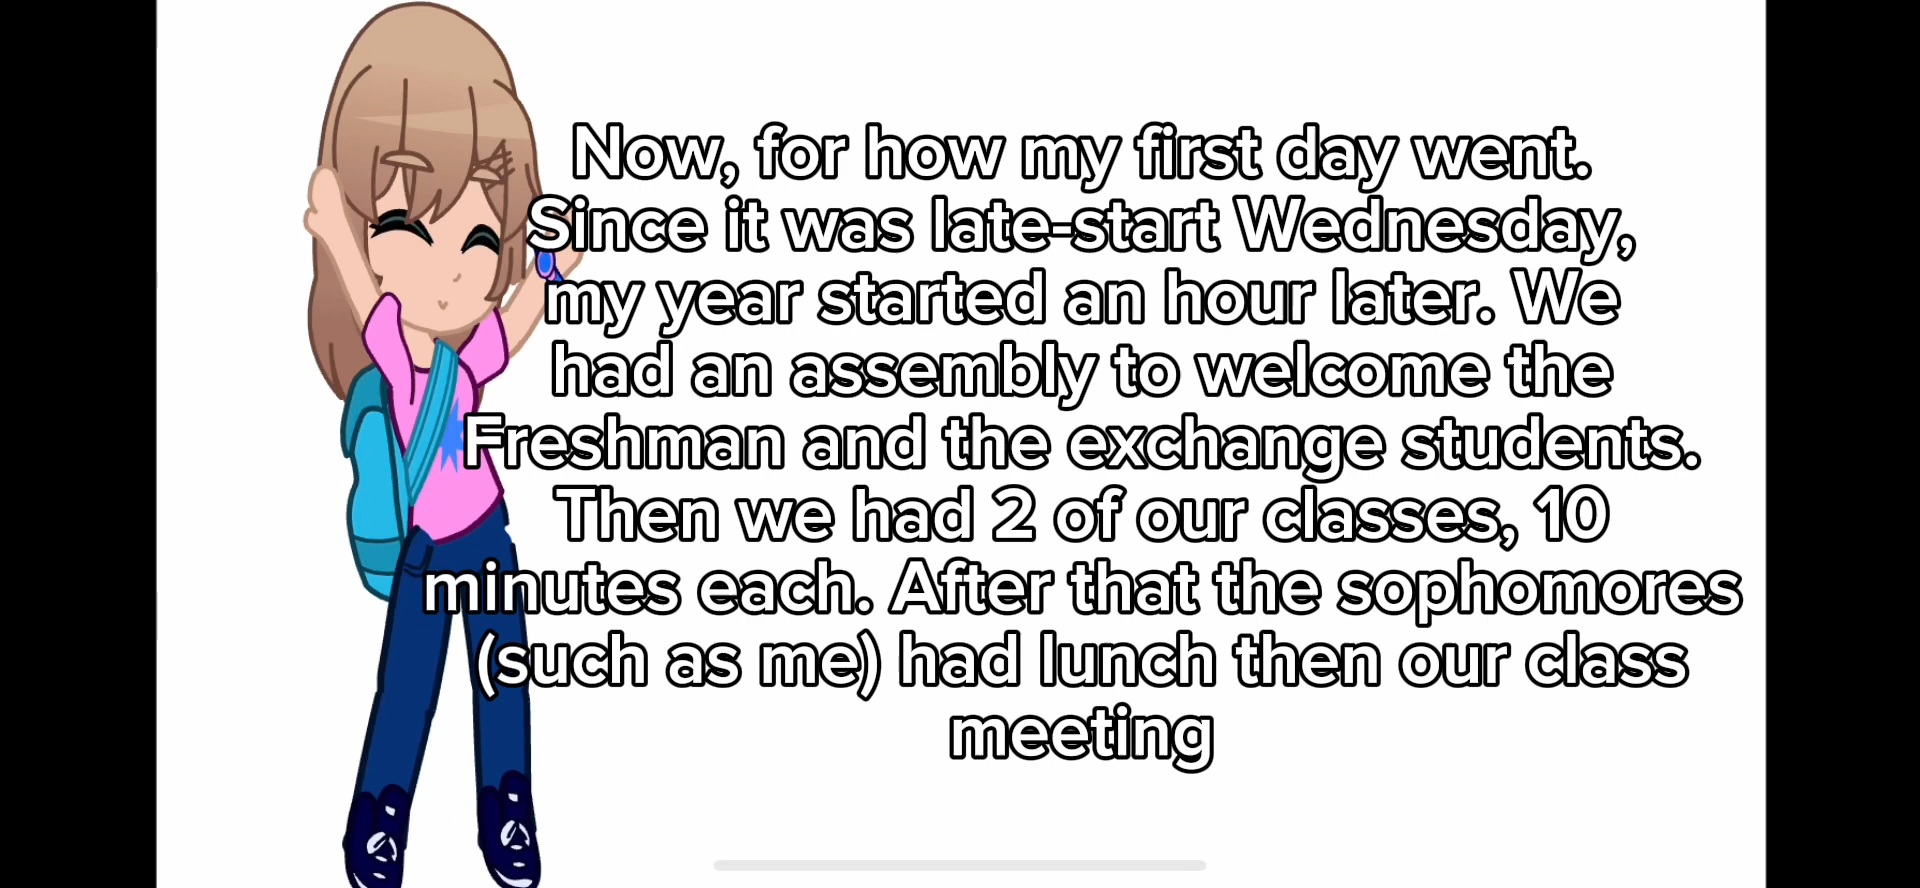 Now, for how my first day went.
Since it was late-start Wednesday,
my year started an hour later. We
had an assembly to welcome the
Freshman and the exchange students.
Then we had 2 of our classes, 10
minutes each. After that the sophomores
(such as me) had lunch then our class
meeting